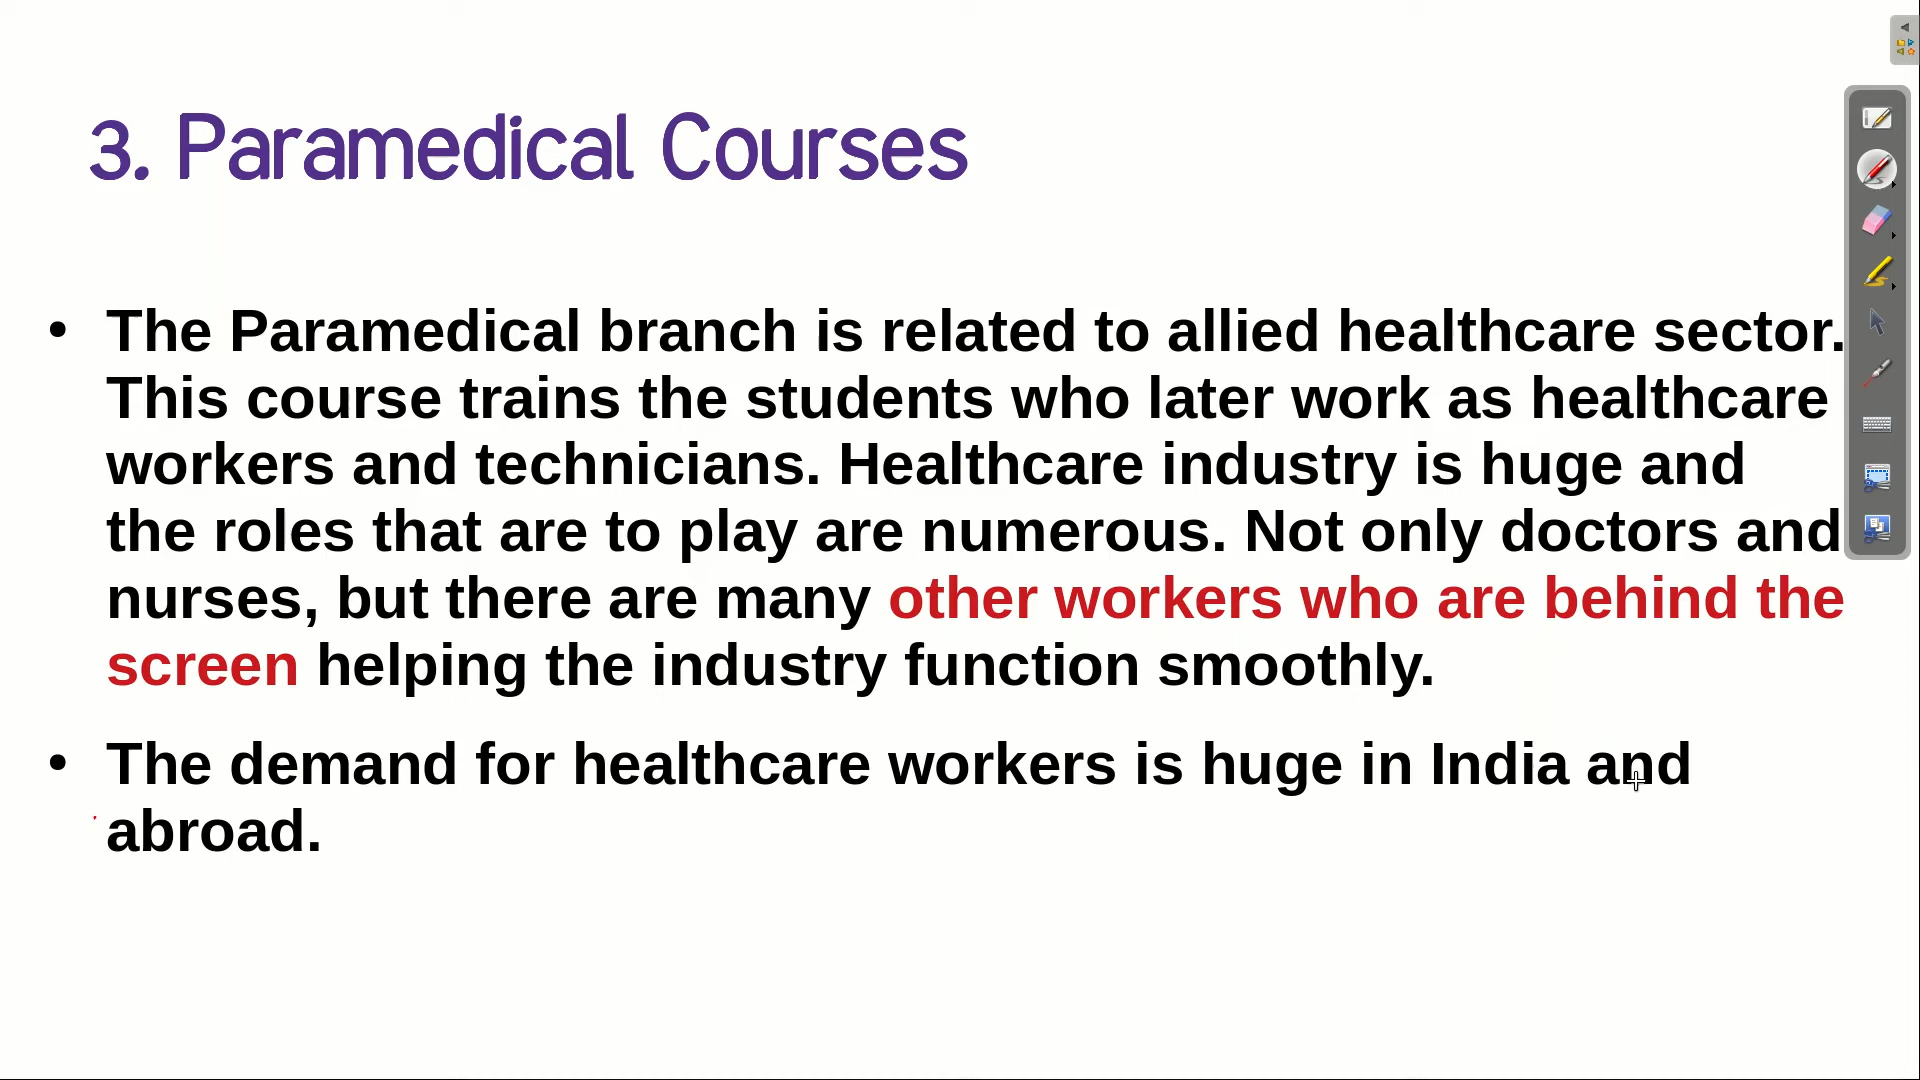 3. Paramedical Courses
• The Paramedical branch is related to allied healthcare sector.
This course trains the students who later work as healthcare
workers and technicians. Healthcare industry is huge and
the roles that are to play are numerous. Not only doctors and
nurses, but there are many other workers who are behind the
screen helping the industry function smoothly.
• The demand for healthcare workers is huge in India and
abroad.